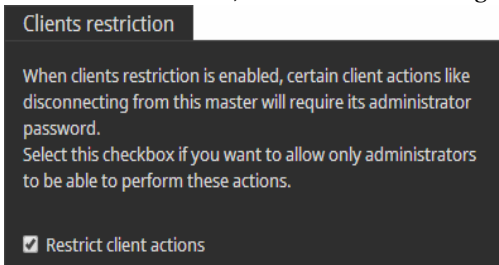 Clients restriction
When clients restriction is enabled, certain client actions like
disconnecting from this master will require its administrator
password.
Select this checkbox if you want to allow only administrators
to be able to perform these actions.
Restrict client actions